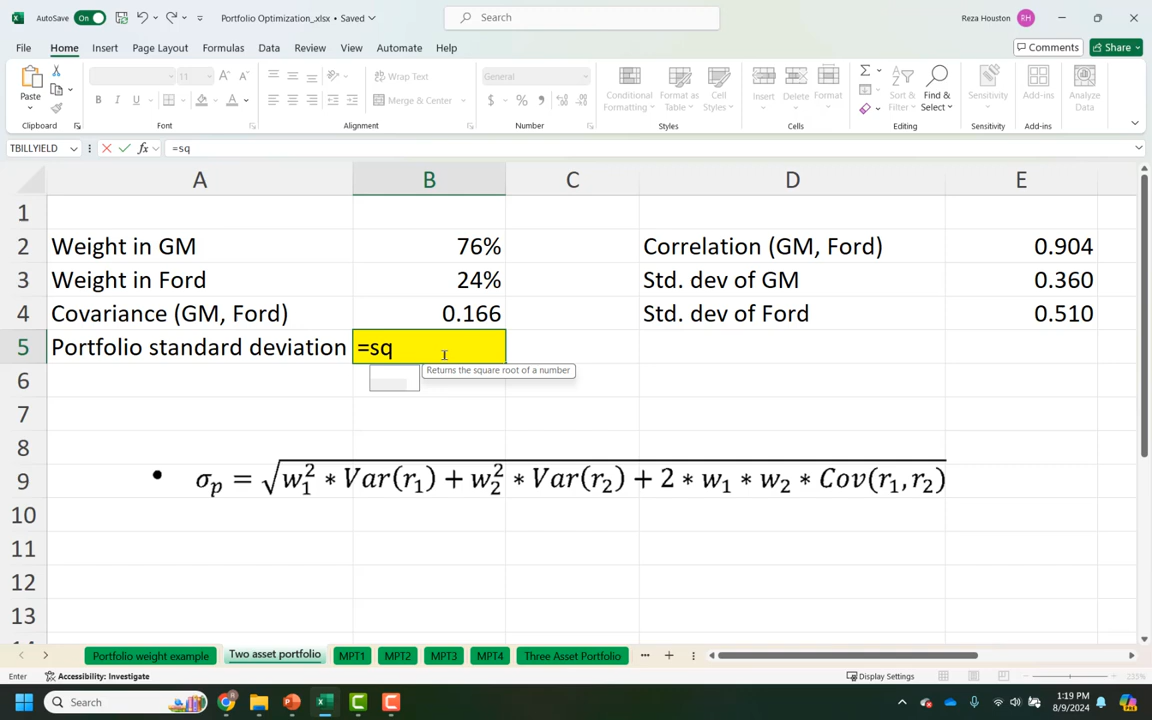 AutoSave On Portfolio Optimization_xlsx • Saved Search Reza Houston RH
File Home Insert Page Layout Formulas Data Review View Automate Help Comments Share
Paste 11 A A B I U A Wrap Text Merge & Center General $ % , Conditional Formatting Format as Table Cell Styles Insert Delete Format Sort & Filter Find & Select Sensitivity Add-ins Analyze Data
Clipboard Font Alignment Number Styles Cells Editing Sensitivity Add-ins
TBILLYIELD fx =sq
A B C D E
1
2 Weight in GM 76% Correlation (GM, Ford) 0.904
3 Weight in Ford 24% Std. dev of GM 0.360
4 Covariance (GM, Ford) 0.166 Std. dev of Ford 0.510
5 Portfolio standard deviation =sq
Returns the square root of a number
6
7
8
9 • σp = √w₁² * Var(r₁) + w₂² * Var(r₂) + 2 * w₁ * w₂ * Cov(r₁, r₂)
10
11
12
13
Portfolio weight example Two asset portfolio MPT1 MPT2 MPT3 MPT4 Three Asset Portfolio ... +
Enter Accessibility: Investigate Display Settings 235%
Search 1:19 PM
8/9/2024